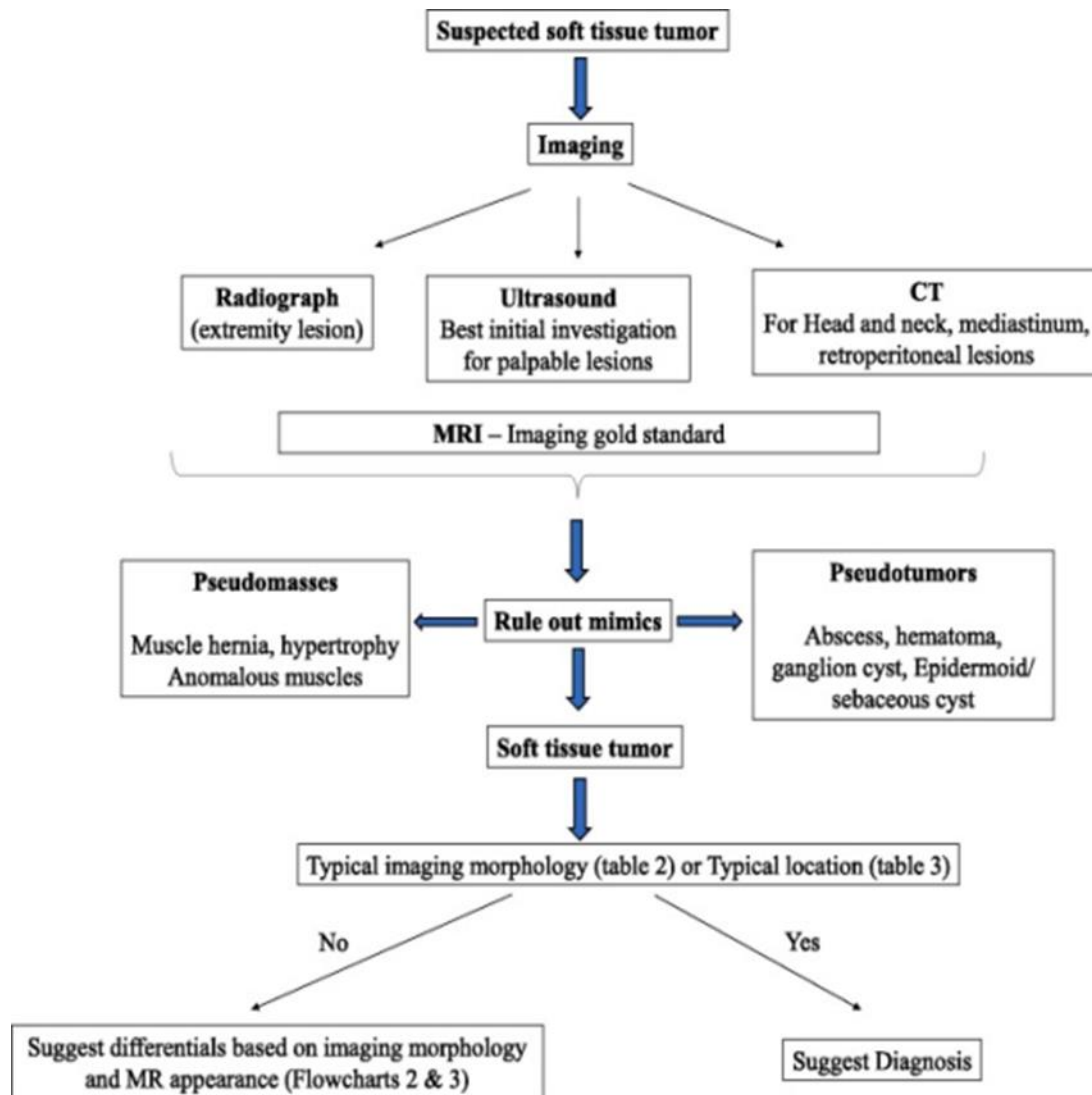 Suspected soft tissue tumor
Imaging
Radiograph
(extremity lesion)
Ultrasound
Best initial investigation
for palpable lesions
CT
For Head and neck, mediastinum,
retroperitoneal lesions
MRI – Imaging gold standard
Pseudomasses
Muscle hernia, hypertrophy
Anomalous muscles
Rule out mimics
Pseudotumors
Abscess, hematoma,
ganglion cyst, Epidermoid/
sebaceous cyst
Soft tissue tumor
Typical imaging morphology (table 2) or Typical location (table 3)
No
Yes
Suggest differentials based on imaging morphology
and MR appearance (Flowcharts 2 & 3)
Suggest Diagnosis